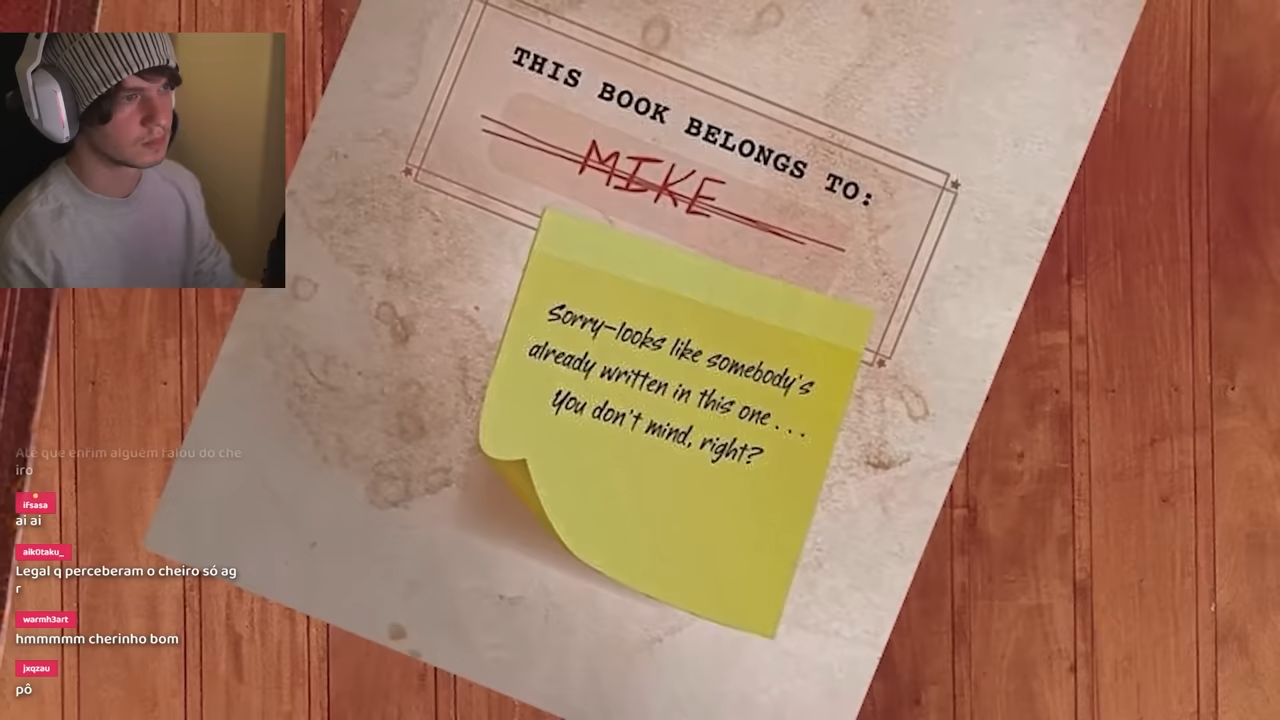 THIS BOOK BELONGS TO:
MIKE
Sorry–looks like somebody's
already written in this one...
You don't mind, right?
Até que enfim alguém falou do che
iro
ifsasa
ai ai
aik0taku_
Legal q perceberam o cheiro só ag
r
warmh3art
hmmmmm cherinho bom
jxqzau
pô